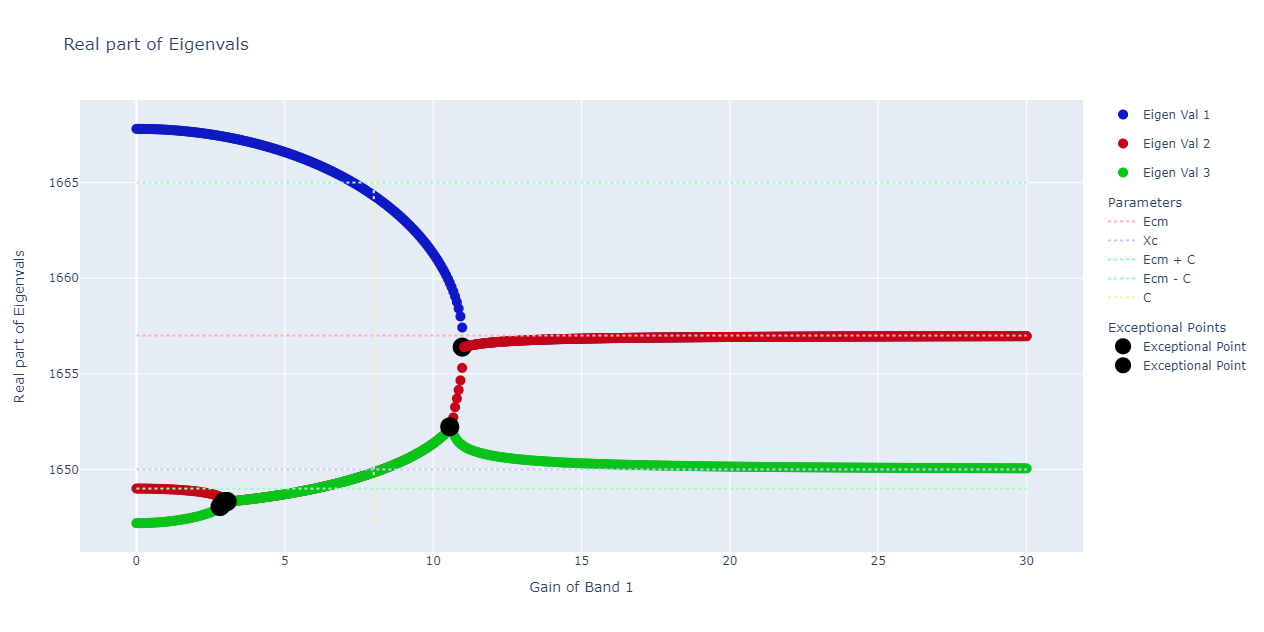 Real part of Eigenvals
Real part of Eigenvals
1665
1660
1655
1650
0 5 10 15 20 25 30
Gain of Band 1
Eigen Val 1
Eigen Val 2
Eigen Val 3
Parameters
Ecm
Xc
Ecm + C
Ecm - C
C
Exceptional Points
Exceptional Point
Exceptional Point